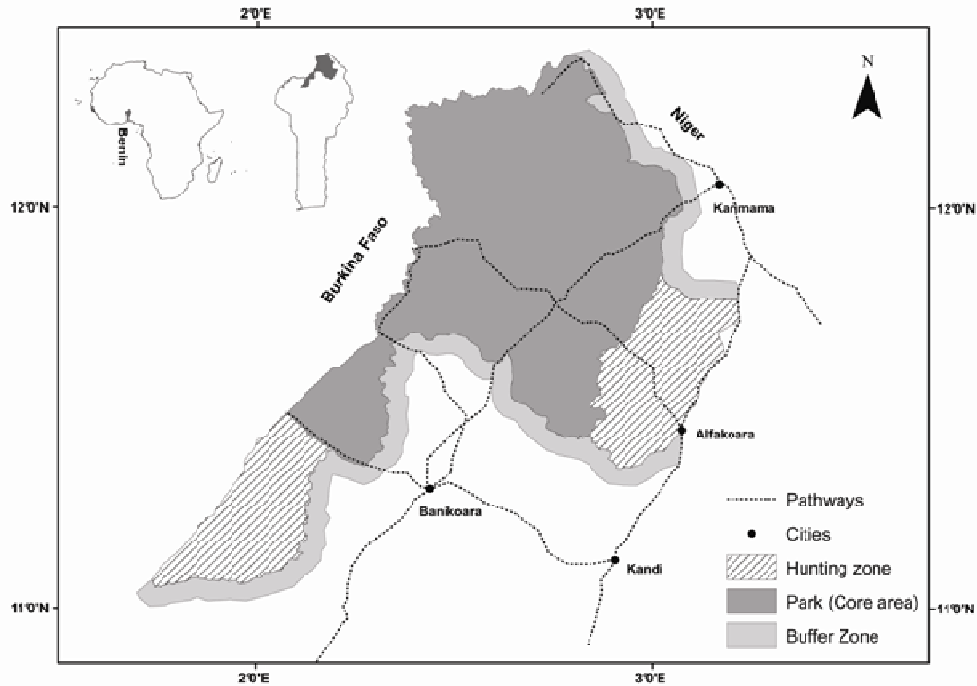 2°0'E
3°0'E
N
Benin
Niger
12°0'N
12°0'N
Karimama
Burkina Faso
Alfakoara
Banikoara
Kandi
Pathways
Cities
Hunting zone
Park (Core area)
Buffer Zone
11°0'N
11°0'N
2°0'E
3°0'E